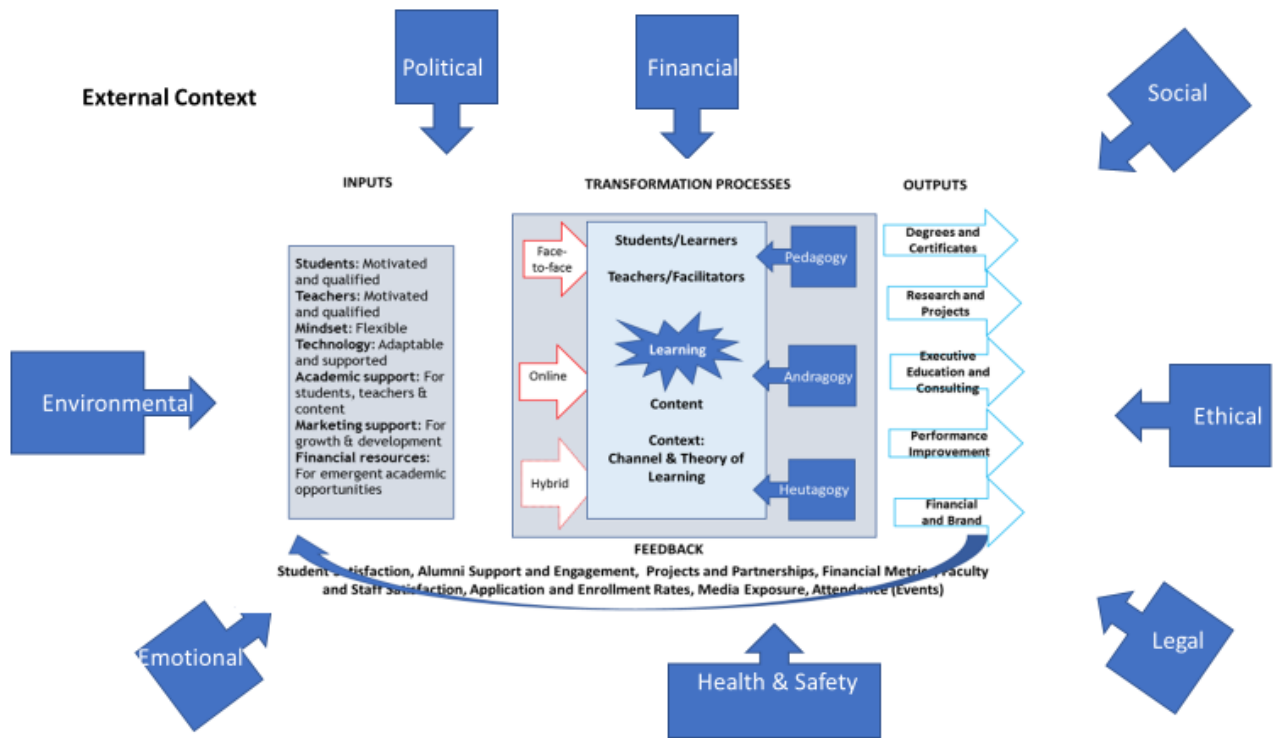 Political
Financial
Social
External Context
INPUTS
TRANSFORMATION PROCESSES
OUTPUTS
Students: Motivated
and qualified
Teachers: Motivated
and qualified
Mindset: Flexible
Technology: Adaptable
and supported
Academic support: For
students, teachers &
content
Marketing support: For
growth & development
Financial resources:
For emergent academic
opportunities
Face-
to-face
Online
Hybrid
Students/Learners
Teachers/Facilitators
Learning
Content
Context:
Channel & Theory of
Learning
Pedagogy
Andragogy
Heutagogy
Degrees and
Certificates
Research and
Projects
Executive
Education and
Consulting
Performance
Improvement
Financial
and Brand
Environmental
Ethical
FEEDBACK
Student Satisfaction, Alumni Support and Engagement, Projects and Partnerships, Financial Metrics, Faculty
and Staff Satisfaction, Application and Enrollment Rates, Media Exposure, Attendance (Events)
Emotional
Health & Safety
Legal